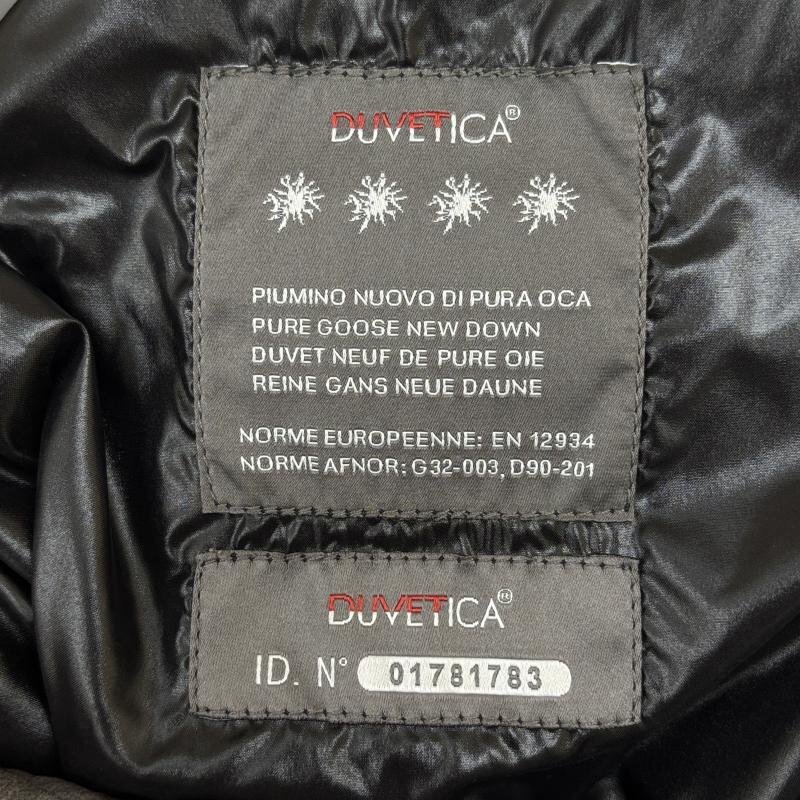 DUVETICA®
PIUMINO NUOVO DI PURA OCA
PURE GOOSE NEW DOWN
DUVET NEUF DE PURE OIE
REINE GANS NEUE DAUNE
NORME EUROPEENNE: EN 12934
NORME AFNOR: G32-003, D90-201
DUVETICA®
ID. N° 01781783